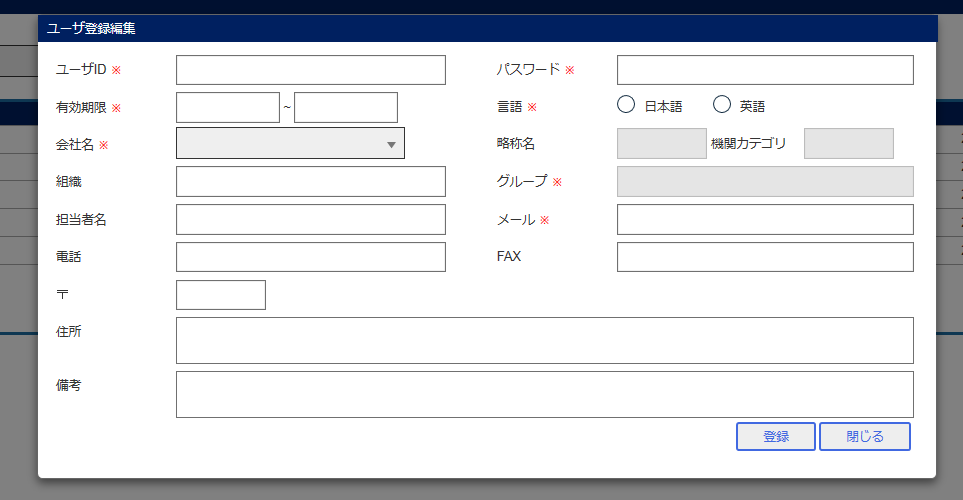 ユーザ登録編集
ユーザID ※ パスワード ※
有効期限 ※ ~ 言語 ※ 日本語 英語
会社名 ※ 略称名 機関カテゴリ
組織 グループ ※
担当者名 メール ※
電話 FAX
〒
住所
備考
登録 閉じる